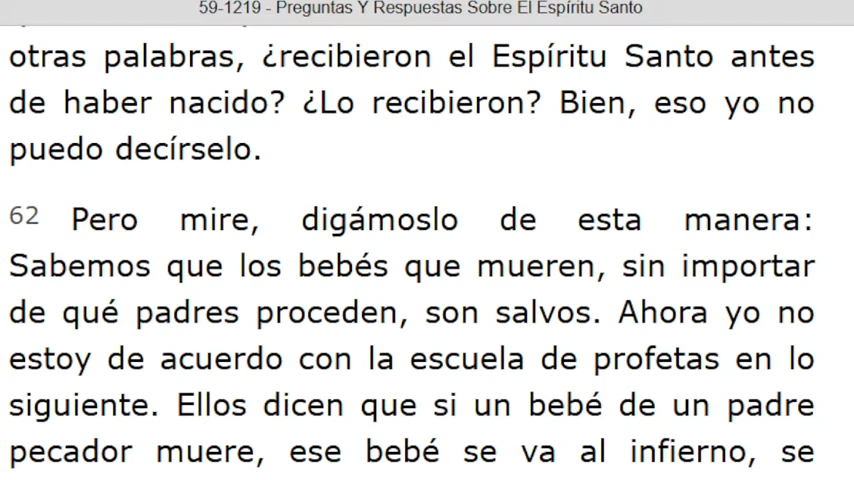 59-1219 - Preguntas Y Respuestas Sobre El Espíritu Santo
otras palabras, ¿recibieron el Espíritu Santo antes
de haber nacido? ¿Lo recibieron? Bien, eso yo no
puedo decírselo.
62 Pero mire, digámoslo de esta manera:
Sabemos que los bebés que mueren, sin importar
de qué padres proceden, son salvos. Ahora yo no
estoy de acuerdo con la escuela de profetas en lo
siguiente. Ellos dicen que si un bebé de un padre
pecador muere, ese bebé se va al infierno, se